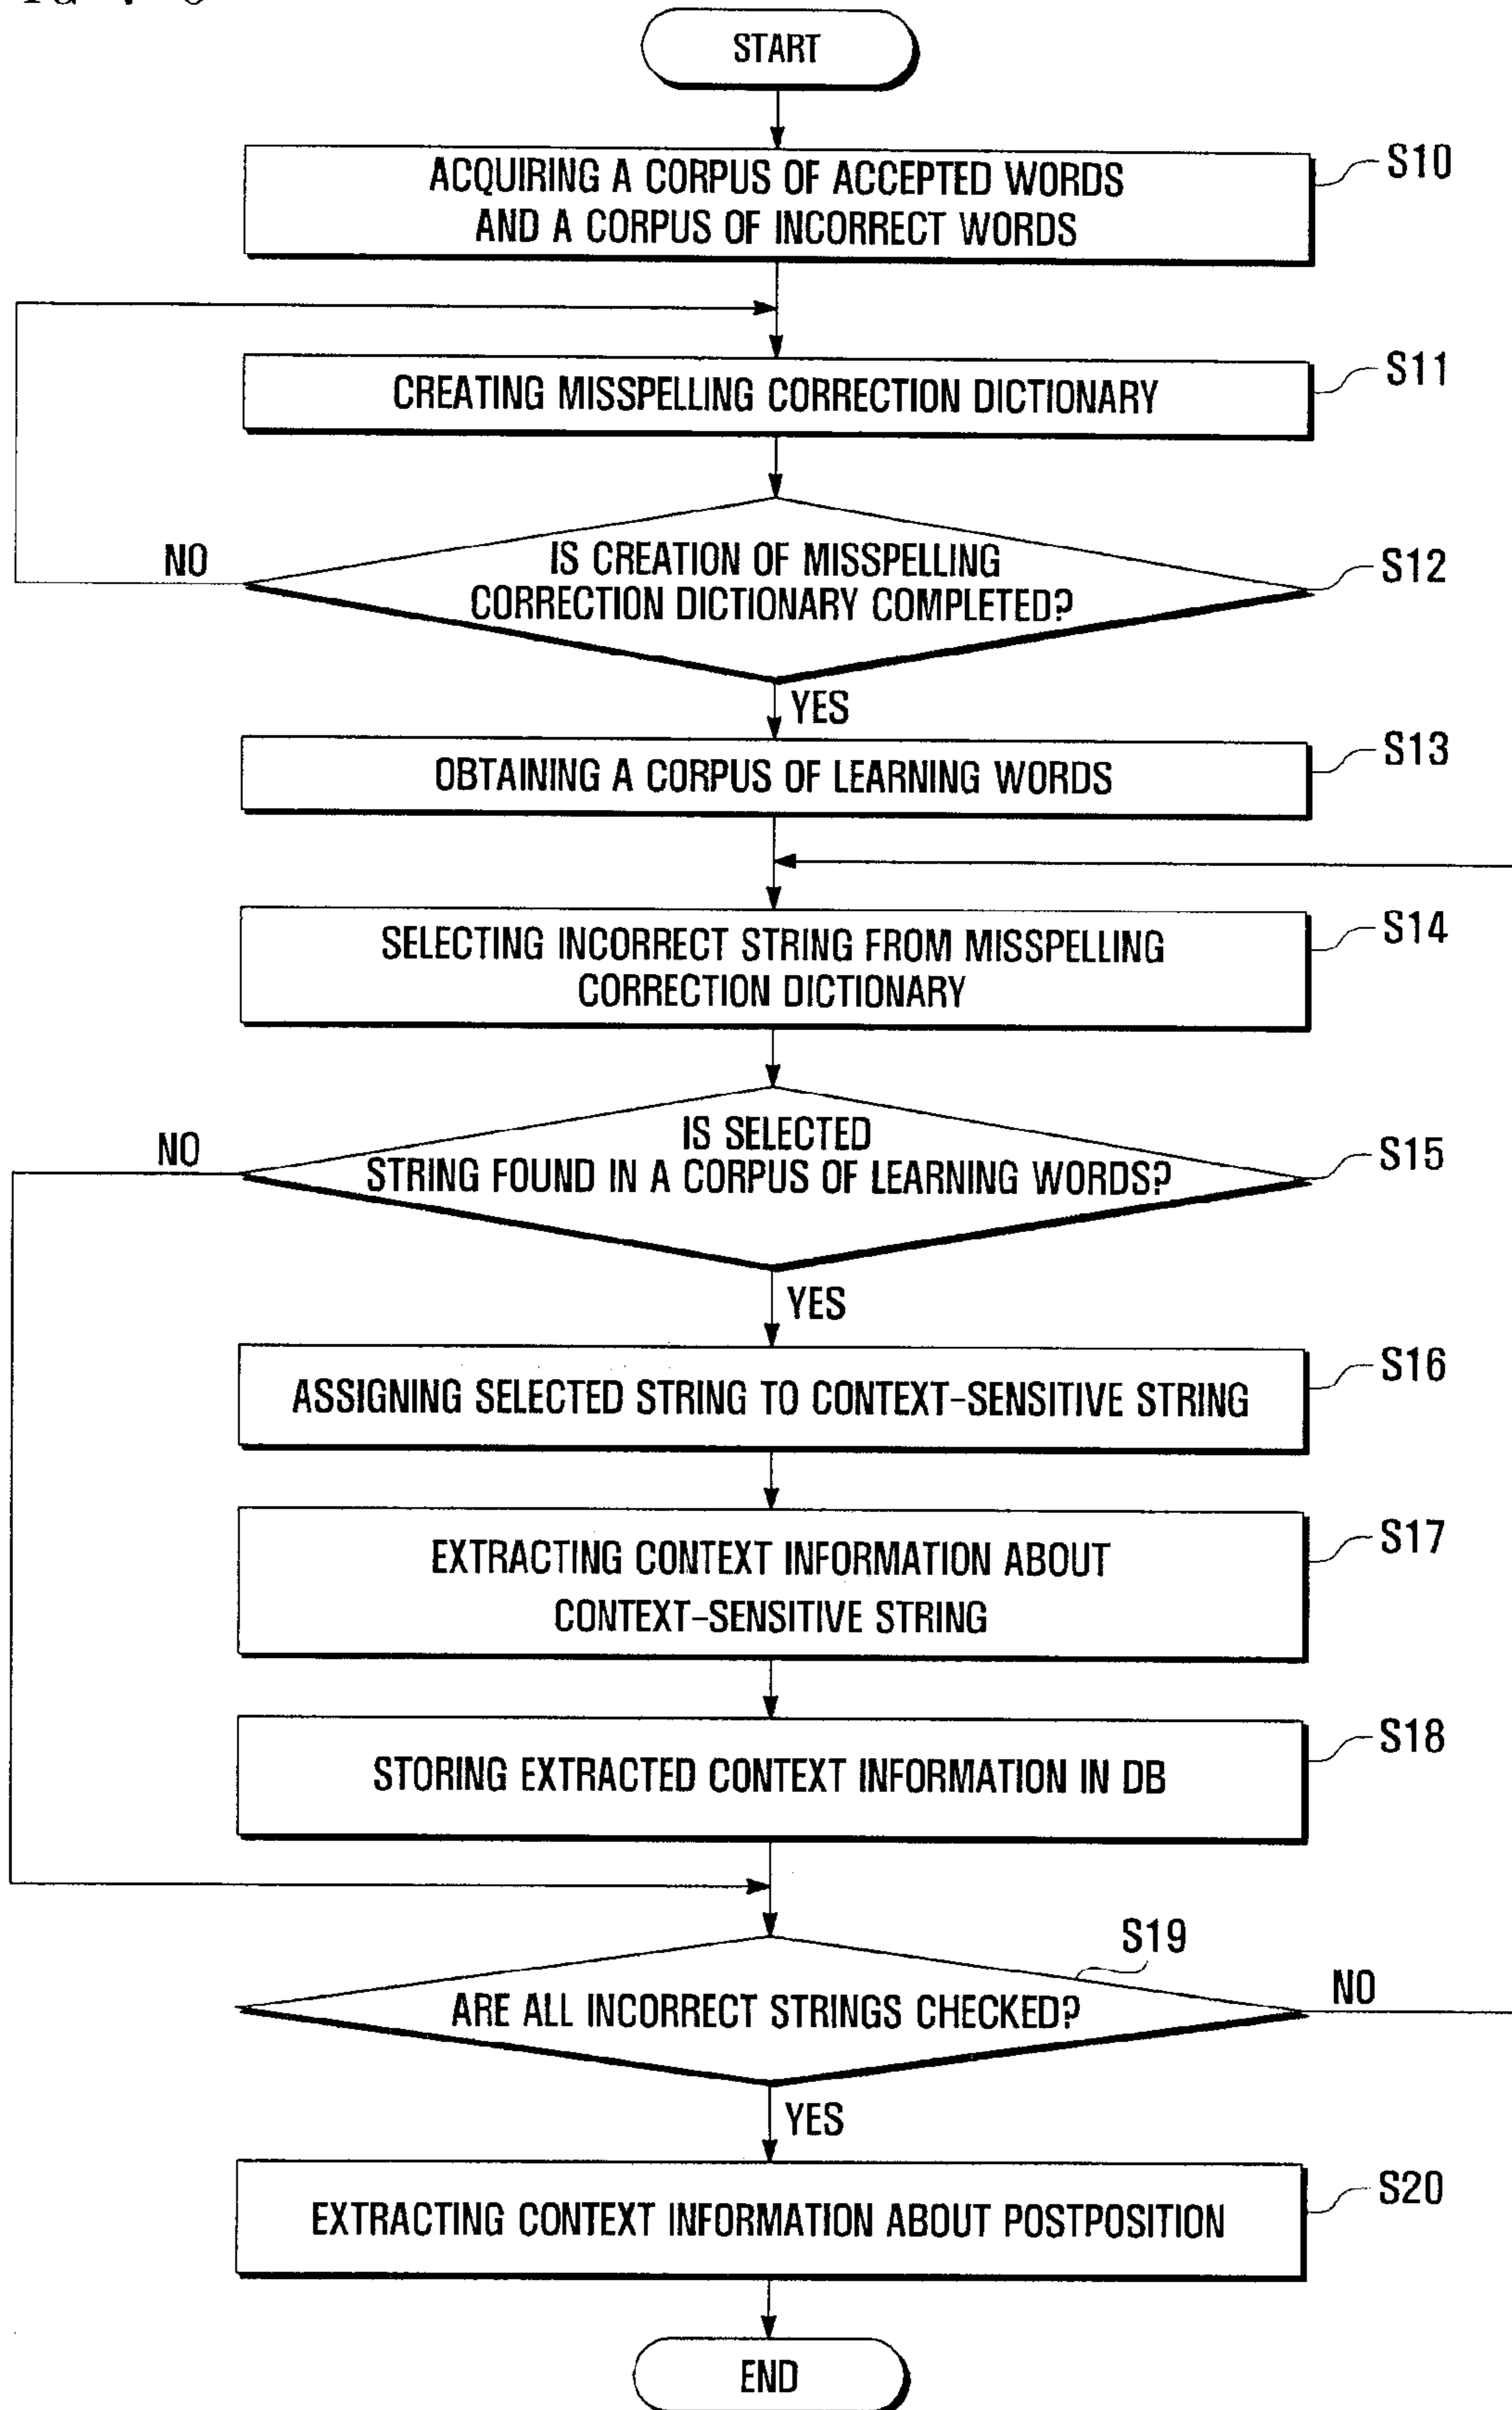 START
ACQUIRING A CORPUS OF ACCEPTED WORDS
AND A CORPUS OF INCORRECT WORDS
S10
CREATING MISSPELLING CORRECTION DICTIONARY
S11
IS CREATION OF MISSPELLING
CORRECTION DICTIONARY COMPLETED?
S12
NO
YES
OBTAINING A CORPUS OF LEARNING WORDS
S13
SELECTING INCORRECT STRING FROM MISSPELLING
CORRECTION DICTIONARY
S14
IS SELECTED
STRING FOUND IN A CORPUS OF LEARNING WORDS?
S15
NO
YES
ASSIGNING SELECTED STRING TO CONTEXT-SENSITIVE STRING
S16
EXTRACTING CONTEXT INFORMATION ABOUT
CONTEXT-SENSITIVE STRING
S17
STORING EXTRACTED CONTEXT INFORMATION IN DB
S18
S19
ARE ALL INCORRECT STRINGS CHECKED?
NO
YES
EXTRACTING CONTEXT INFORMATION ABOUT POSTPOSITION
S20
END